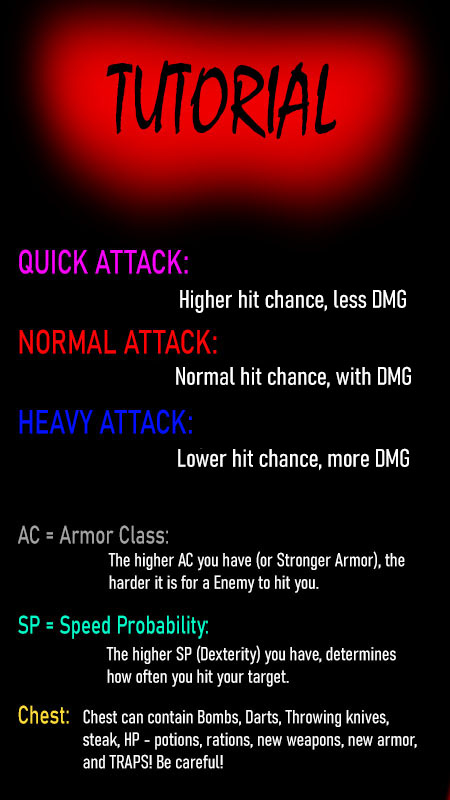 TUTORIAL
QUICK ATTACK:
Higher hit chance, less DMG
NORMAL ATTACK:
Normal hit chance, with DMG
HEAVY ATTACK:
Lower hit chance, more DMG
AC = Armor Class:
The higher AC you have (or Stronger Armor), the
harder it is for a Enemy to hit you.
SP = Speed Probability:
The higher SP (Dexterity) you have, determines
how often you hit your target.
Chest: Chest can contain Bombs, Darts, Throwing knives,
steak, HP - potions, rations, new weapons, new armor,
and TRAPS! Be careful!